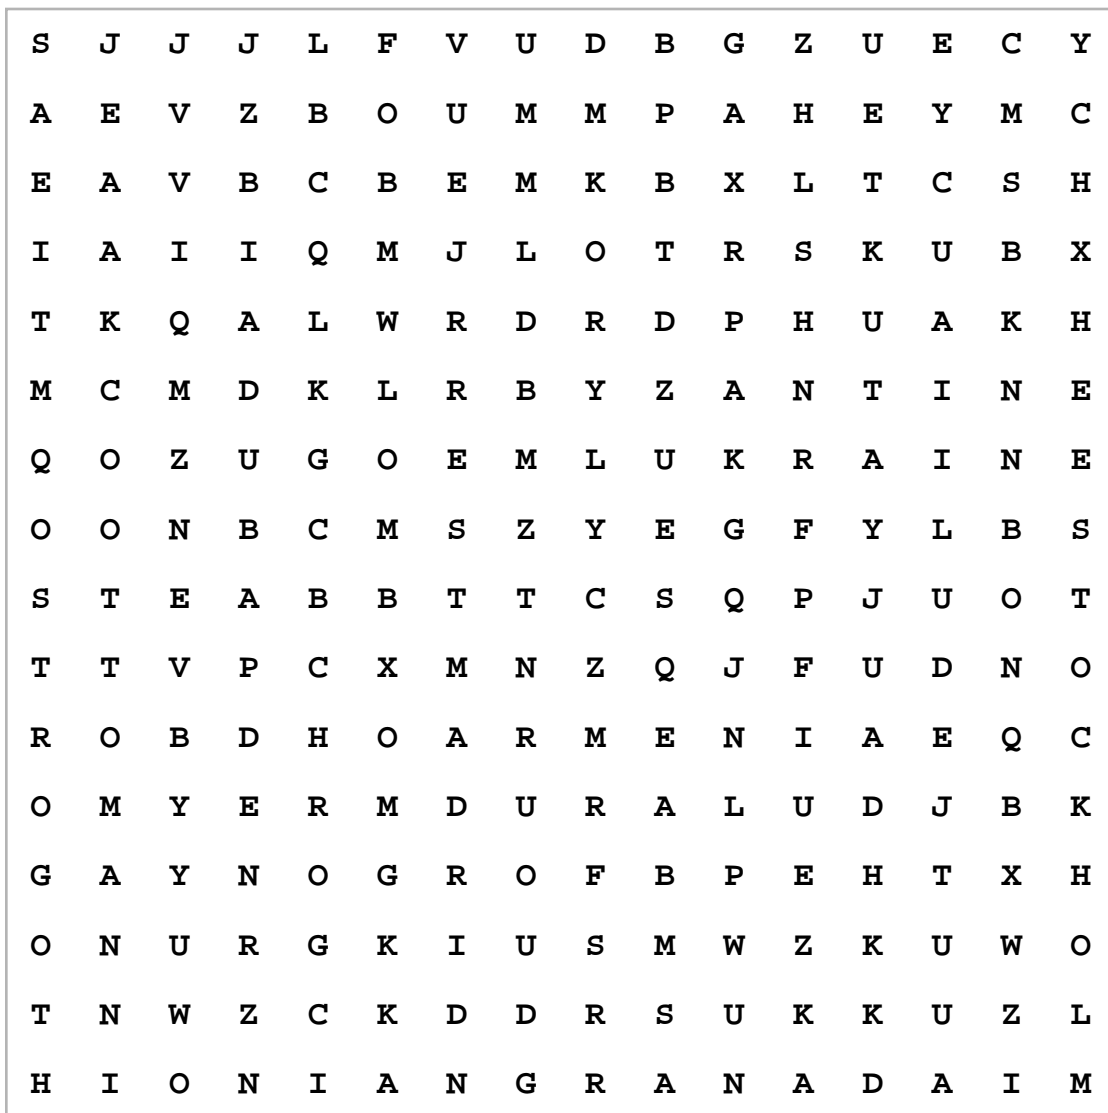 S J J J L F V U D B G Z U E C Y
A E V Z B O U M M P A H E Y M C
E A V B C B E M K B X L T C S H
I A I I Q M J L O T R S K U B X
T K Q A L W R D R D P H U A K H
M C M D K L R B Y Z A N T I N E
Q O Z U G O E M L U K R A I N E
O O N B C M S Z Y E G F Y L B S
S T E A B B T T C S Q P J U O T
T T V P C X M N Z Q J F U D N O
R O B D H O A R M E N I A E Q C
O M Y E R M D U R A L U D J B K
G A Y N O G R O F B P E H T X H
O N U R G K I U S M W Z K U W O
T N W Z C K D D R S U K K U Z L
H I O N I A N G R A N A D A I M